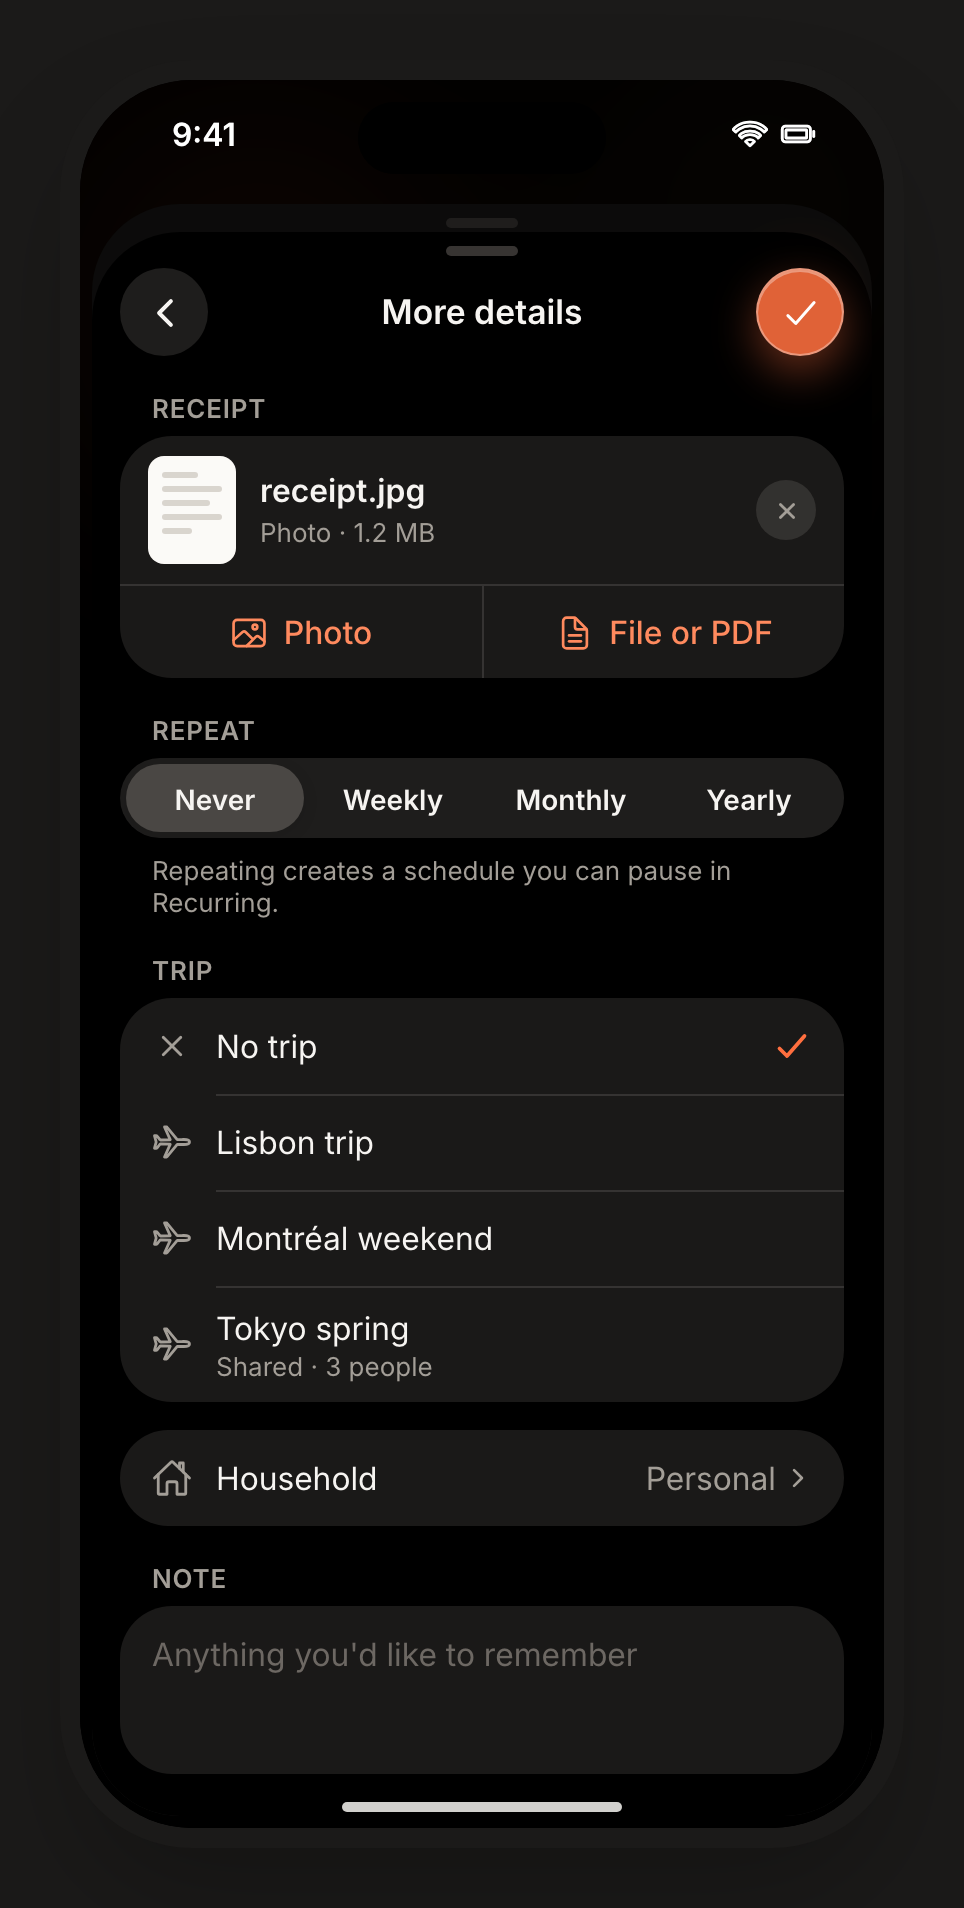 9:41
More details
RECEIPT
receipt.jpg
Photo · 1.2 MB
Photo
File or PDF
REPEAT
Never
Weekly
Monthly
Yearly
Repeating creates a schedule you can pause in
Recurring.
TRIP
No trip
Lisbon trip
Montréal weekend
Tokyo spring
Shared · 3 people
Household
Personal
NOTE
Anything you'd like to remember